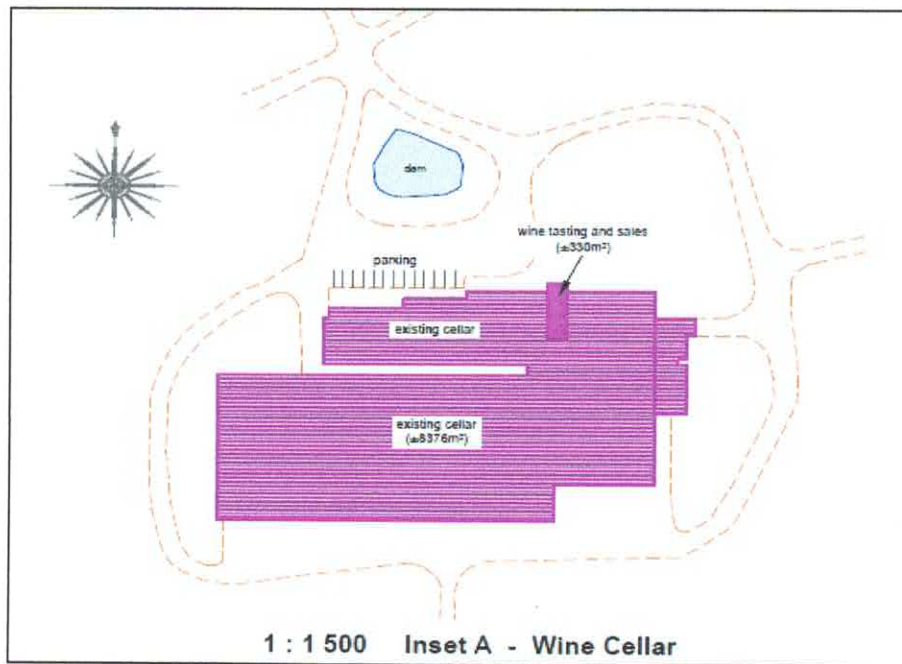 dam
wine tasting and sales
(±330m²)
parking
existing cellar
existing cellar
(±8376m²)
1 : 1 500 Inset A - Wine Cellar